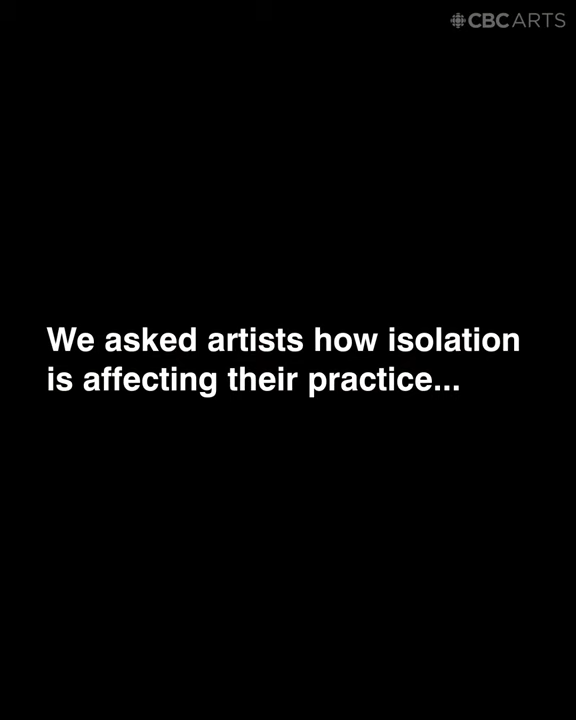 CBC ARTS
We asked artists how isolation
is affecting their practice...